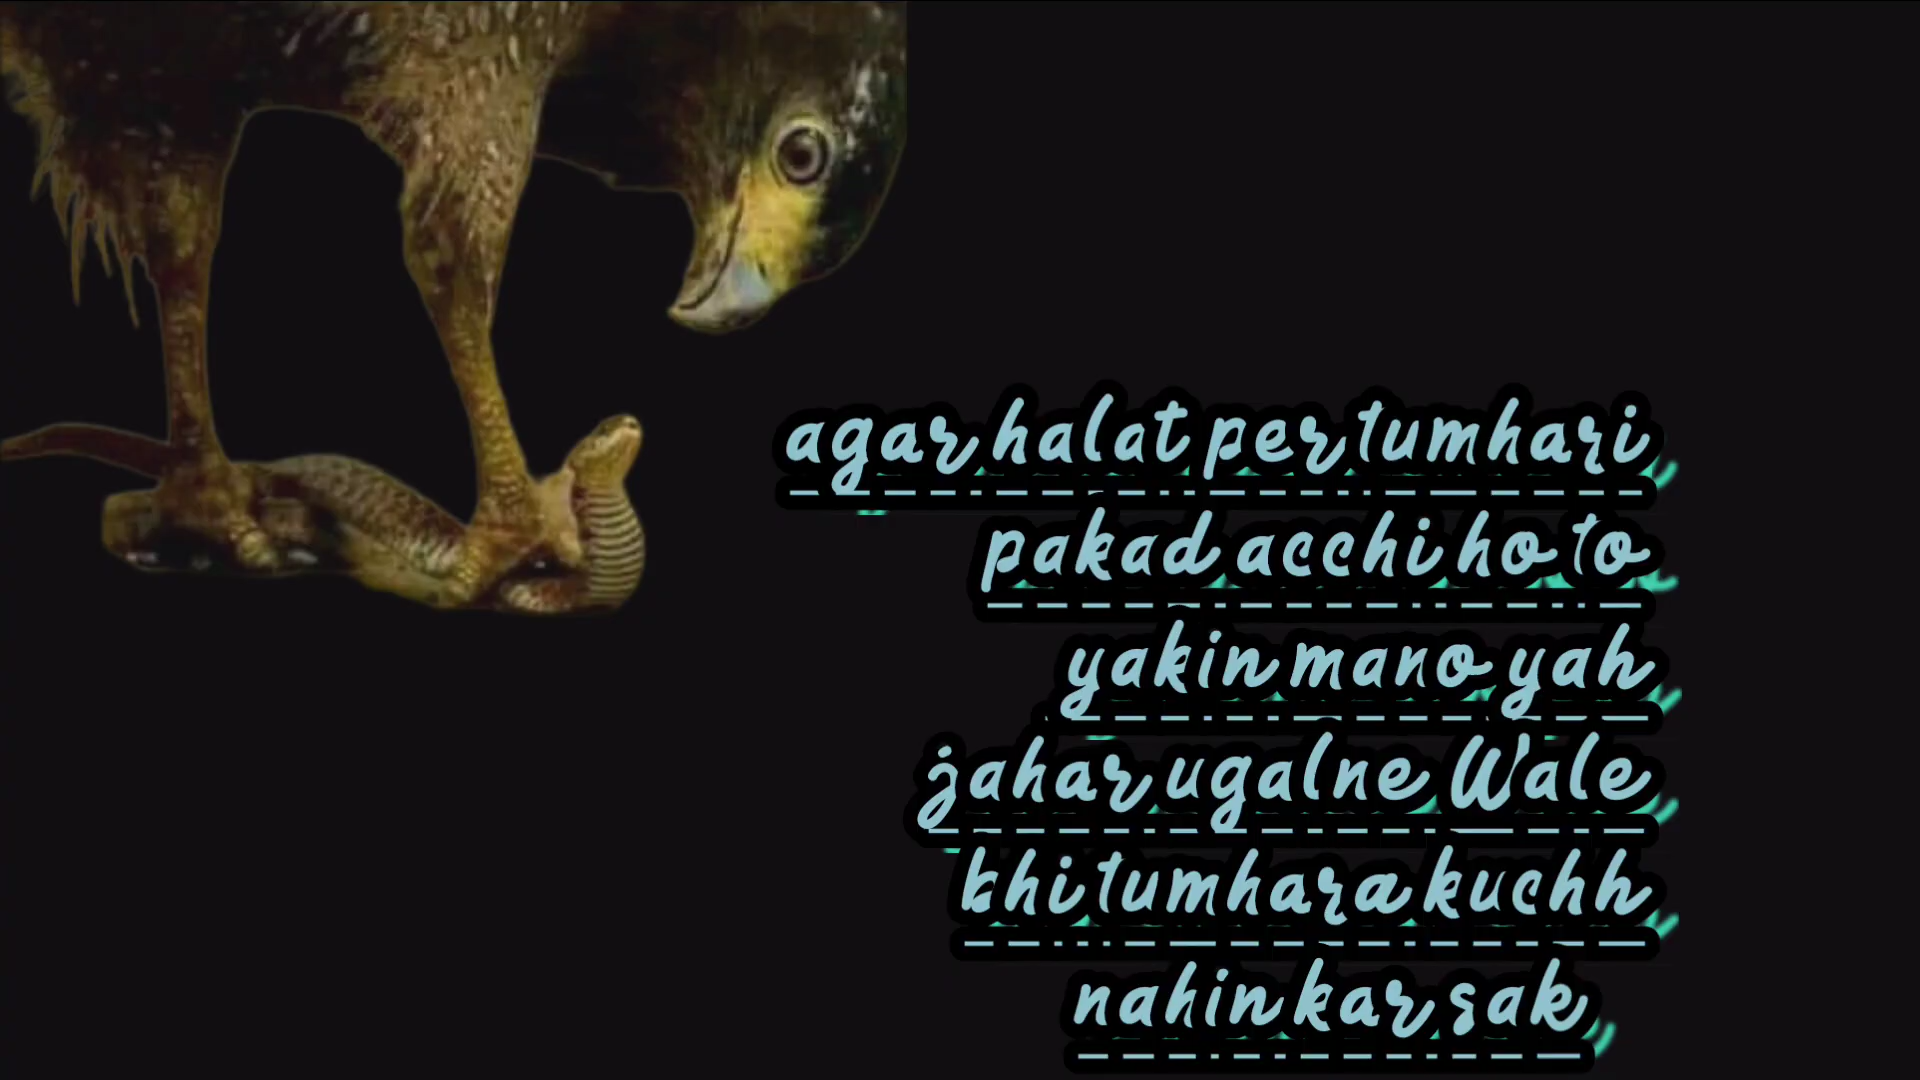 agar halat per tumhari
pakad acchi ho to
yakin mano yah
jahar ugalne Wale
bhi tumhara kuchh
nahin kar sak